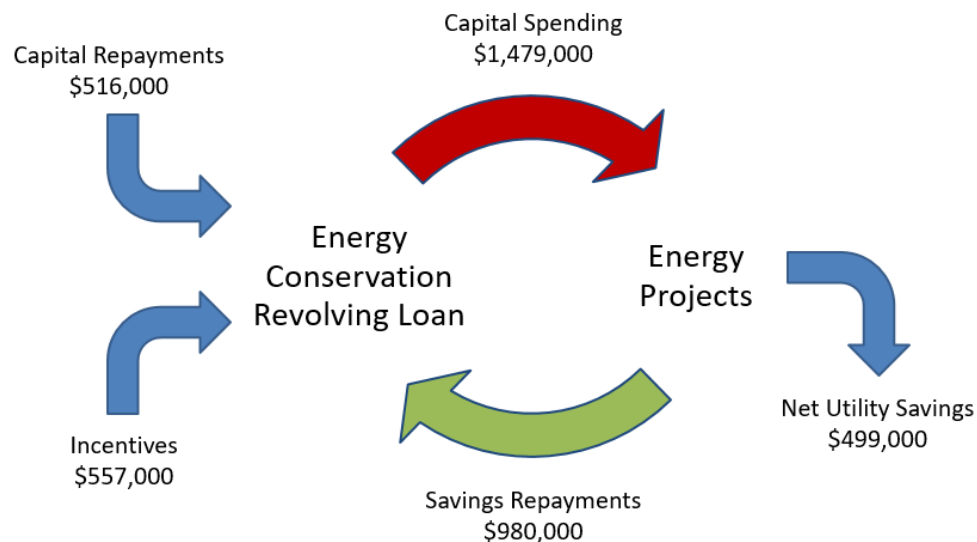 Capital Spending
$1,479,000
Capital Repayments
$516,000
Energy
Conservation
Revolving Loan
Energy
Projects
Net Utility Savings
$499,000
Incentives
$557,000
Savings Repayments
$980,000